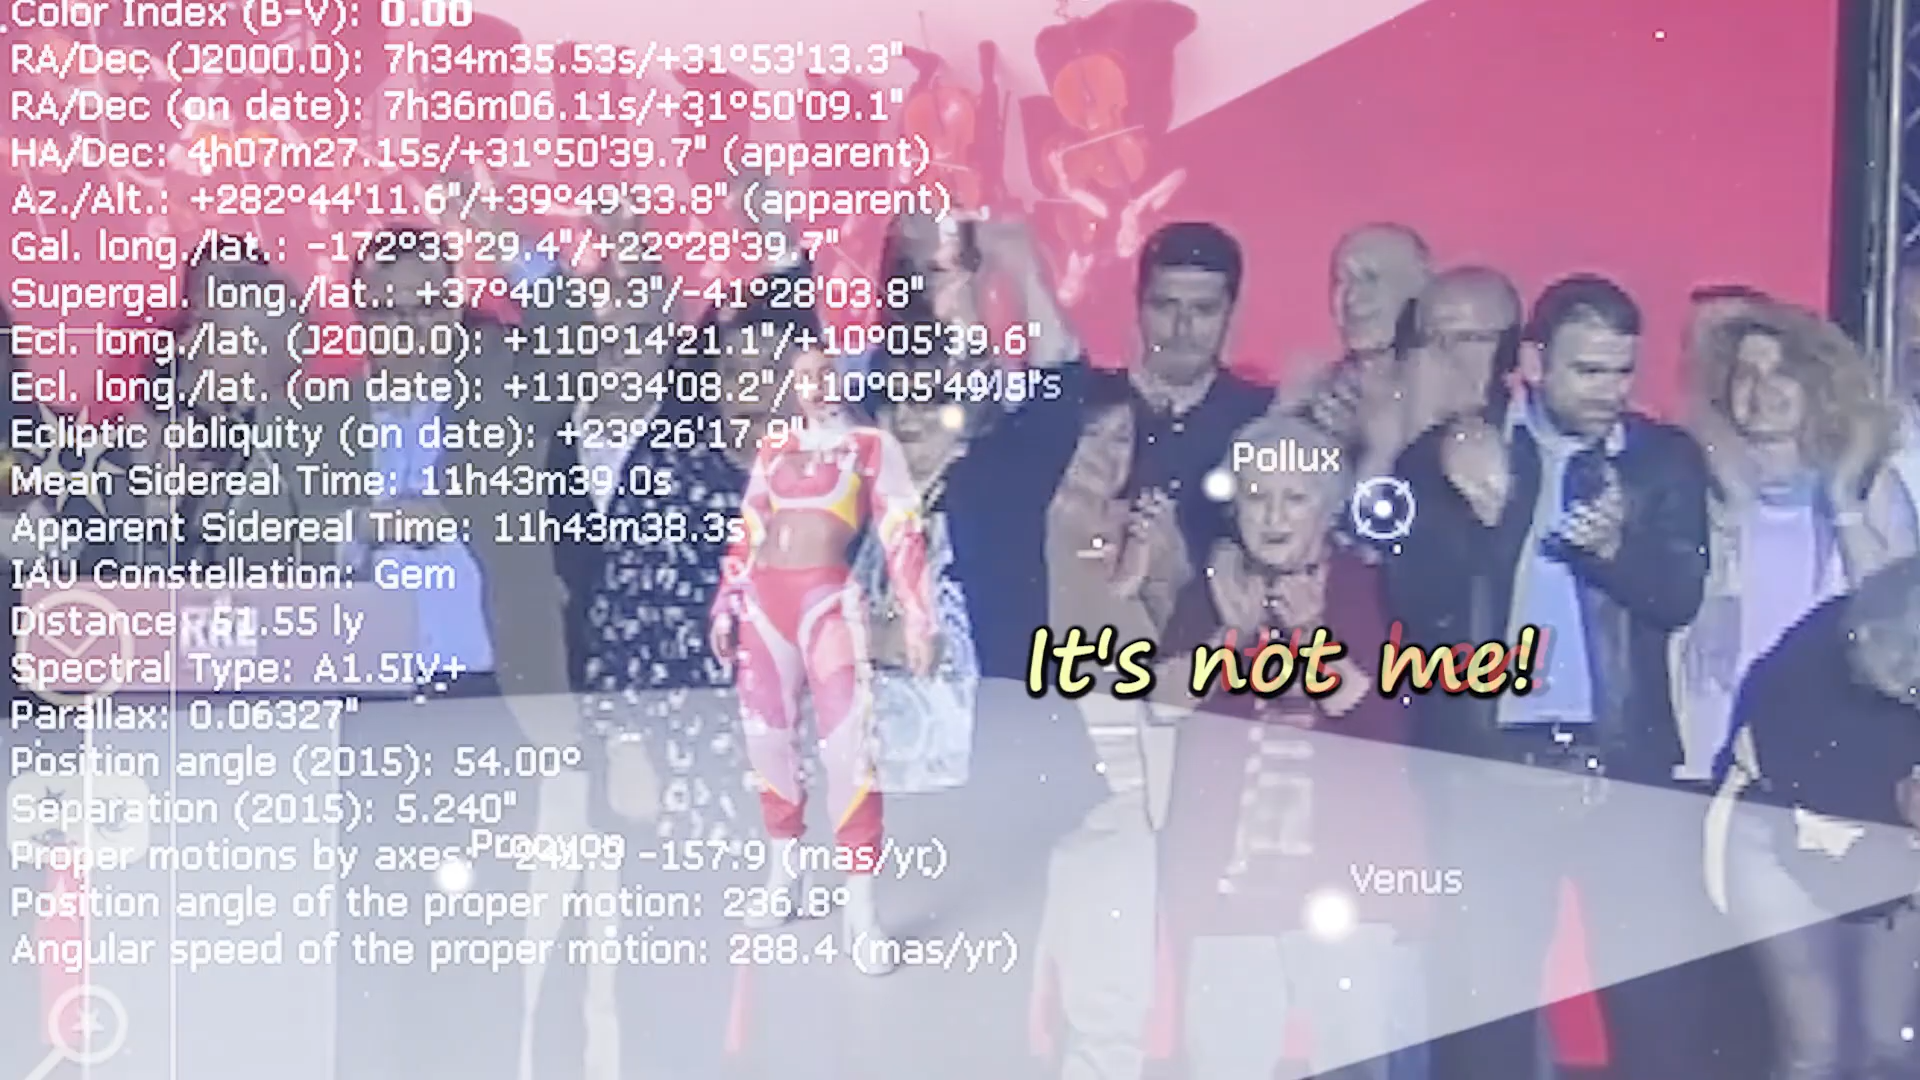 Color Index (B-V): 0.00
RA/Dec (J2000.0): 7h34m35.53s/+31°53'13.3"
RA/Dec (on date): 7h36m06.11s/+31°50'09.1"
HA/Dec: 4h07m27.15s/+31°50'39.7" (apparent)
Az./Alt.: +282°44'11.6"/+39°49'33.8" (apparent)
Gal. long./lat.: -172°33'29.4"/+22°28'39.7"
Supergal. long./lat.: +37°40'39.3"/-41°28'03.8"
Ecl. long./lat. (J2000.0): +110°14'21.1"/+10°05'39.6"
Ecl. long./lat. (on date): +110°34'08.2"/+10°05'49.5"
Mars
Ecliptic obliquity (on date): +23°26'17.9"
Pollux
Mean Sidereal Time: 11h43m39.0s
Apparent Sidereal Time: 11h43m38.3s
IAU Constellation: Gem
Distance: 51.55 ly
It's not me!
Spectral Type: A1.5IV+
Parallax: 0.06327"
Position angle (2015): 54.00°
Separation (2015): 5.240"
Procyon
Proper motions by axes: -241.3 -157.9 (mas/yr)
Venus
Position angle of the proper motion: 236.8°
Angular speed of the proper motion: 288.4 (mas/yr)